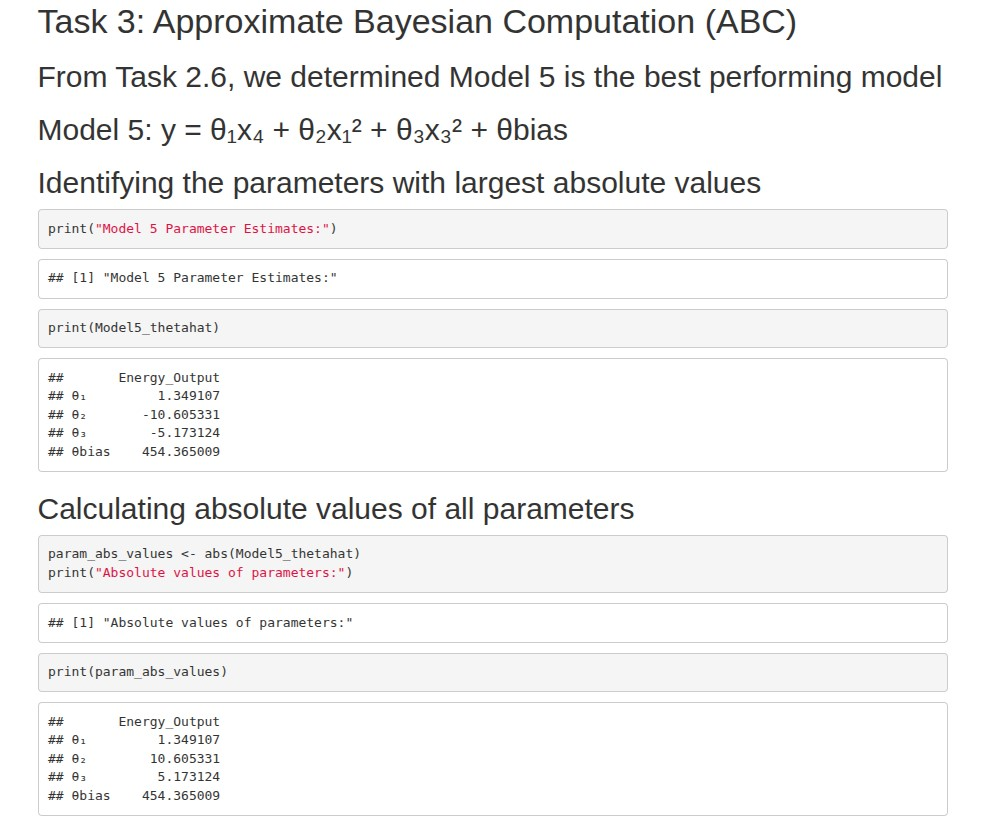 Task 3: Approximate Bayesian Computation (ABC)
From Task 2.6, we determined Model 5 is the best performing model
Model 5: y = θ₁x₄ + θ₂x₁² + θ₃x₃² + θbias
Identifying the parameters with largest absolute values
print("Model 5 Parameter Estimates:")
## [1] "Model 5 Parameter Estimates:"
print(Model5_thetahat)
##       Energy_Output
## θ₁         1.349107
## θ₂       -10.605331
## θ₃        -5.173124
## θbias    454.365009
Calculating absolute values of all parameters
param_abs_values <- abs(Model5_thetahat)
print("Absolute values of parameters:")
## [1] "Absolute values of parameters:"
print(param_abs_values)
##       Energy_Output
## θ₁         1.349107
## θ₂        10.605331
## θ₃         5.173124
## θbias    454.365009